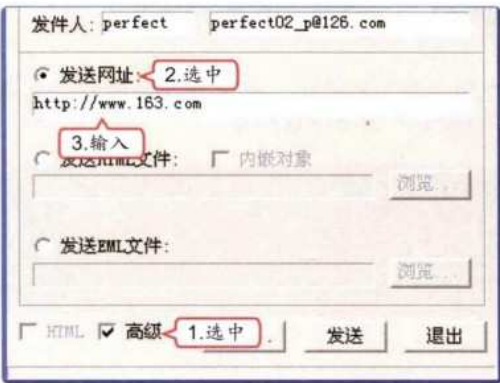 发件人: perfect perfect02_p@126.com
发送网址: 2.选中
http://www.163.com
3.输入
发送HTML文件: 内嵌对象
浏览...
发送EML文件:
浏览...
HTML 高级 1.选中 . 发送 退出